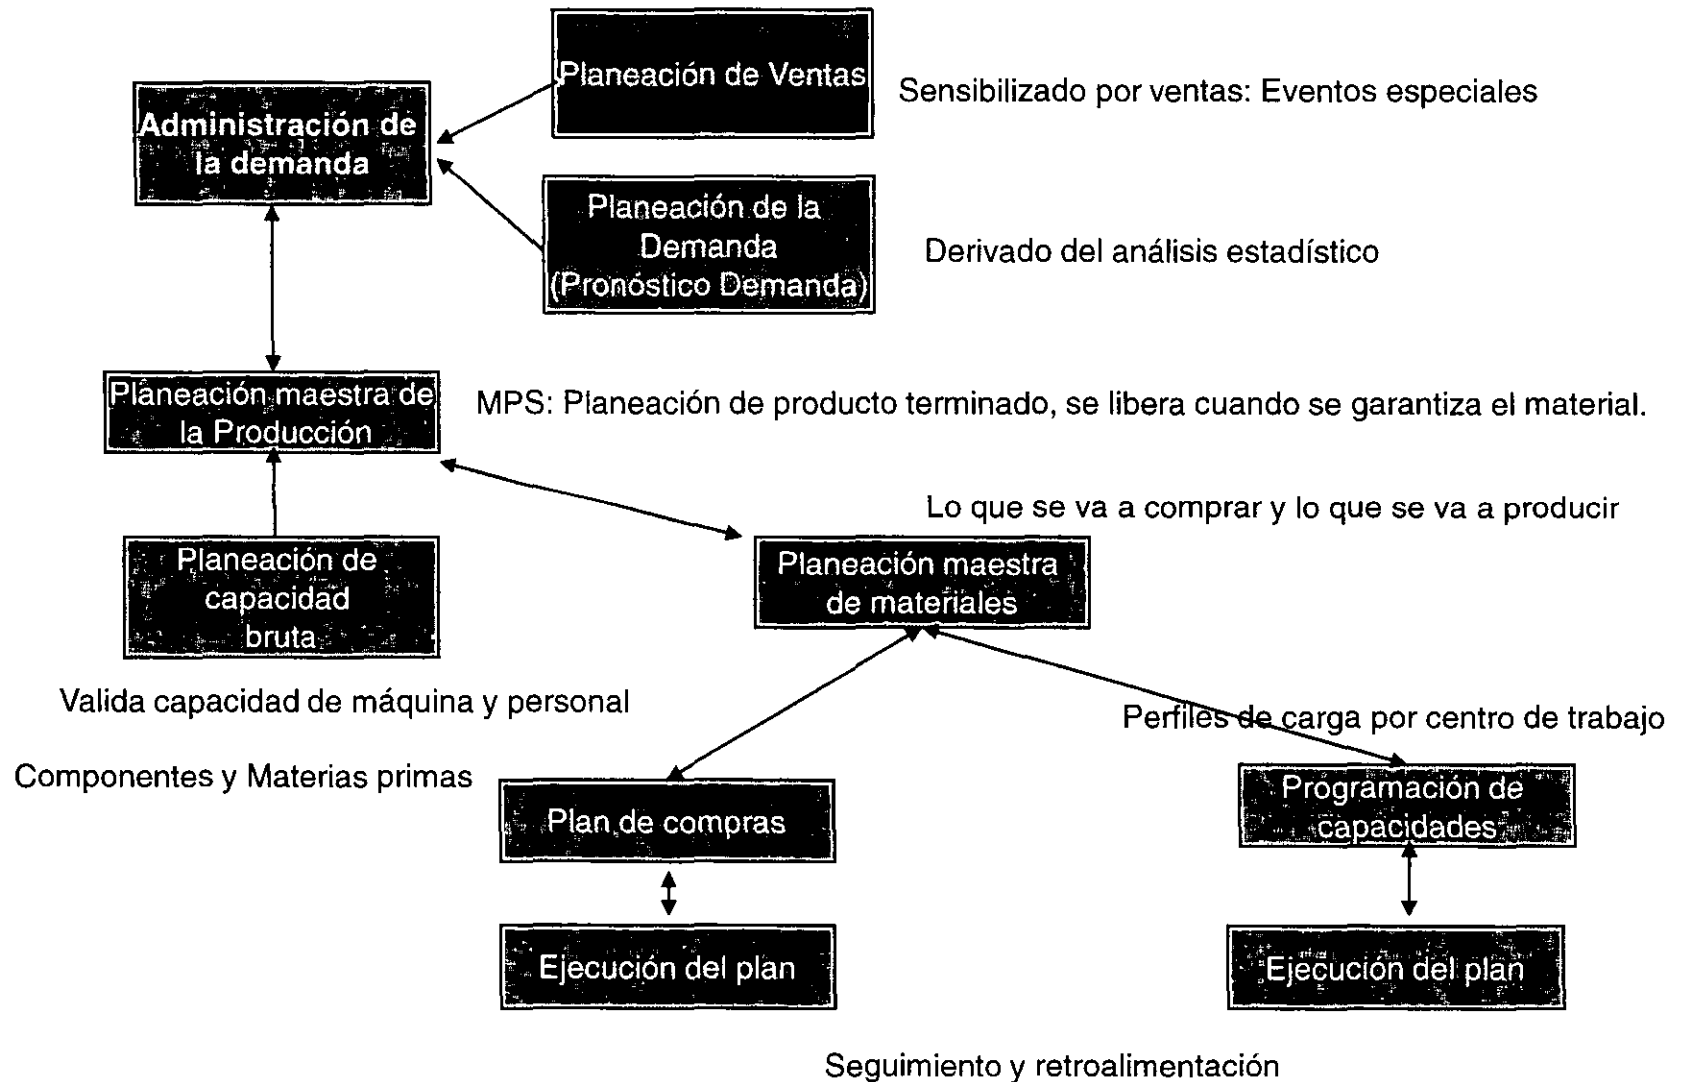 Planeación de Ventas
Sensibilizado por ventas: Eventos especiales
Administración de
la demanda
Planeación de la
Demanda
(Pronóstico Demanda)
Derivado del análisis estadístico
Planeación maestra de
la Producción
MPS: Planeación de producto terminado, se libera cuando se garantiza el material.
Lo que se va a comprar y lo que se va a producir
Planeación de
capacidad
bruta
Planeación maestra
de materiales
Valida capacidad de máquina y personal
Perfiles de carga por centro de trabajo
Componentes y Materias primas
Plan de compras
Programación de
capacidades
Ejecución del plan
Ejecución del plan
Seguimiento y retroalimentación